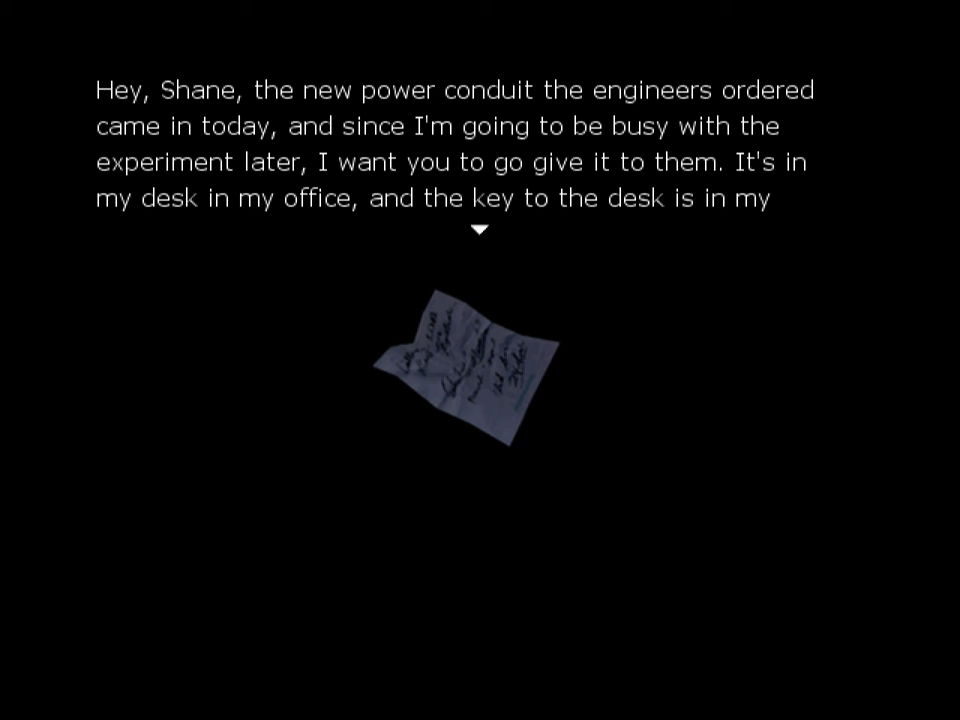 Hey, Shane, the new power conduit the engineers ordered
came in today, and since I'm going to be busy with the
experiment later, I want you to go give it to them. It's in
my desk in my office, and the key to the desk is in my